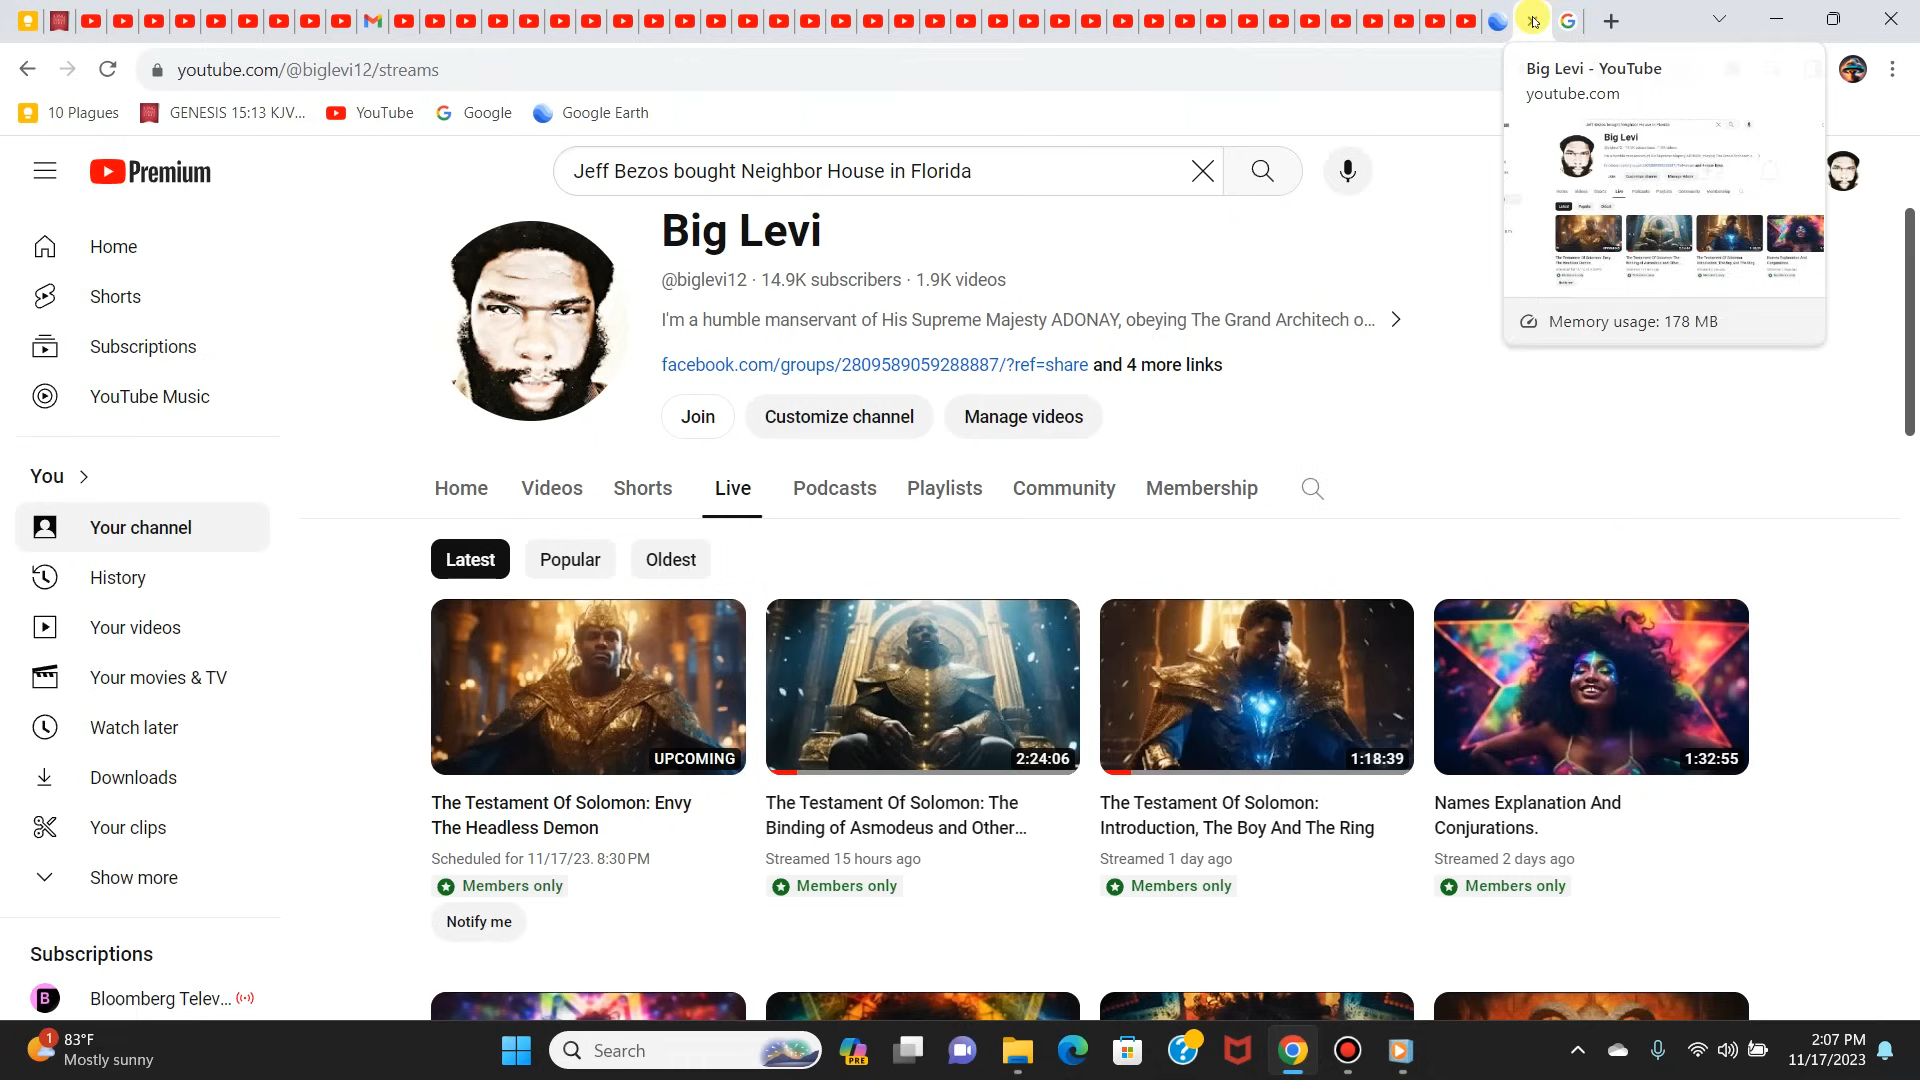 youtube.com/@biglevi12/streams
Big Levi - YouTube
youtube.com
10 Plagues
GENESIS 15:13 KJV...
YouTube
Google
Google Earth
Premium
Jeff Bezos bought Neighbor House in Florida
Big Levi
Memory usage: 178 MB
Home
Shorts
Subscriptions
YouTube Music
You
Your channel
History
Your videos
Your movies & TV
Watch later
Downloads
Your clips
Show more
Subscriptions
B
Bloomberg Telev...
Big Levi
@biglevi12 · 14.9K subscribers · 1.9K videos
I'm a humble manservant of His Supreme Majesty ADONAY, obeying The Grand Architech o...
facebook.com/groups/2809589059288887/?ref=share and 4 more links
Join
Customize channel
Manage videos
Home
Videos
Shorts
Live
Podcasts
Playlists
Community
Membership
Latest
Popular
Oldest
UPCOMING
2:24:06
1:18:39
1:32:55
The Testament Of Solomon: Envy
The Headless Demon
Scheduled for 11/17/23, 8:30 PM
Members only
Notify me
The Testament Of Solomon: The
Binding of Asmodeus and Other...
Streamed 15 hours ago
Members only
The Testament Of Solomon:
Introduction, The Boy And The Ring
Streamed 1 day ago
Members only
Names Explanation And
Conjurations.
Streamed 2 days ago
Members only
1
83°F
Mostly sunny
Search
PRE
2:07 PM
11/17/2023